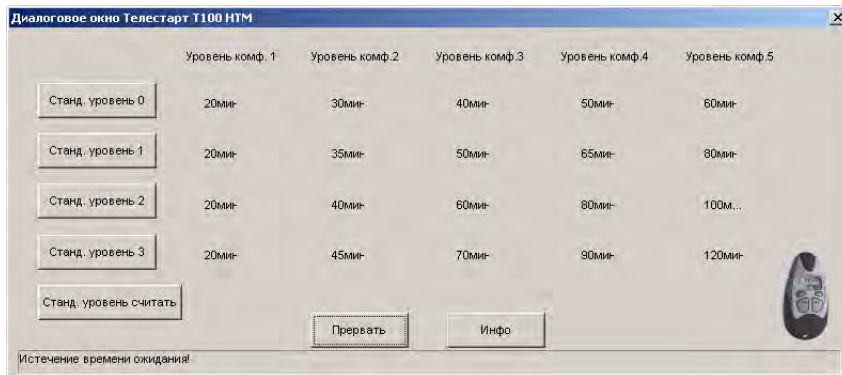 Диалоговое окно Телестарт T100 HTM
Уровень комф. 1 Уровень комф.2 Уровень комф.3 Уровень комф.4 Уровень комф.5
Станд. уровень 0 20мин 30мин 40мин 50мин 60мин
Станд. уровень 1 20мин 35мин 50мин 65мин 80мин
Станд. уровень 2 20мин 40мин 60мин 80мин 100м...
Станд. уровень 3 20мин 45мин 70мин 90мин 120мин
Станд. уровень считать
Прервать Инфо
Истечение времени ожидания!